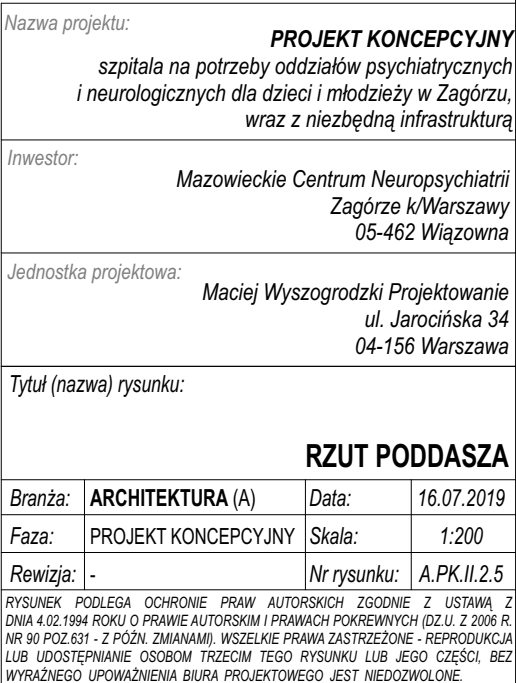 Nazwa projektu:
PROJEKT KONCEPCYJNY
szpitala na potrzeby oddziałów psychiatrycznych
i neurologicznych dla dzieci i młodzieży w Zagórzu,
wraz z niezbędną infrastrukturą
Inwestor:
Mazowieckie Centrum Neuropsychiatrii
Zagórze k/Warszawy
05-462 Wiązowna
Jednostka projektowa:
Maciej Wyszogrodzki Projektowanie
ul. Jarocińska 34
04-156 Warszawa
Tytuł (nazwa) rysunku:
RZUT PODDASZA
Branża: ARCHITEKTURA (A) Data: 16.07.2019
Faza: PROJEKT KONCEPCYJNY Skala: 1:200
Rewizja: - Nr rysunku: A.PK.II.2.5
RYSUNEK PODLEGA OCHRONIE PRAW AUTORSKICH ZGODNIE Z USTAWĄ Z
DNIA 4.02.1994 ROKU O PRAWIE AUTORSKIM I PRAWACH POKREWNYCH (DZ.U. Z 2006 R.
NR 90 POZ.631 - Z PÓŹN. ZMIANAMI). WSZELKIE PRAWA ZASTRZEŻONE - REPRODUKCJA
LUB UDOSTĘPNIANIE OSOBOM TRZECIM TEGO RYSUNKU LUB JEGO CZĘŚCI, BEZ
WYRAŹNEGO UPOWAŻNIENIA BIURA PROJEKTOWEGO JEST NIEDOZWOLONE.